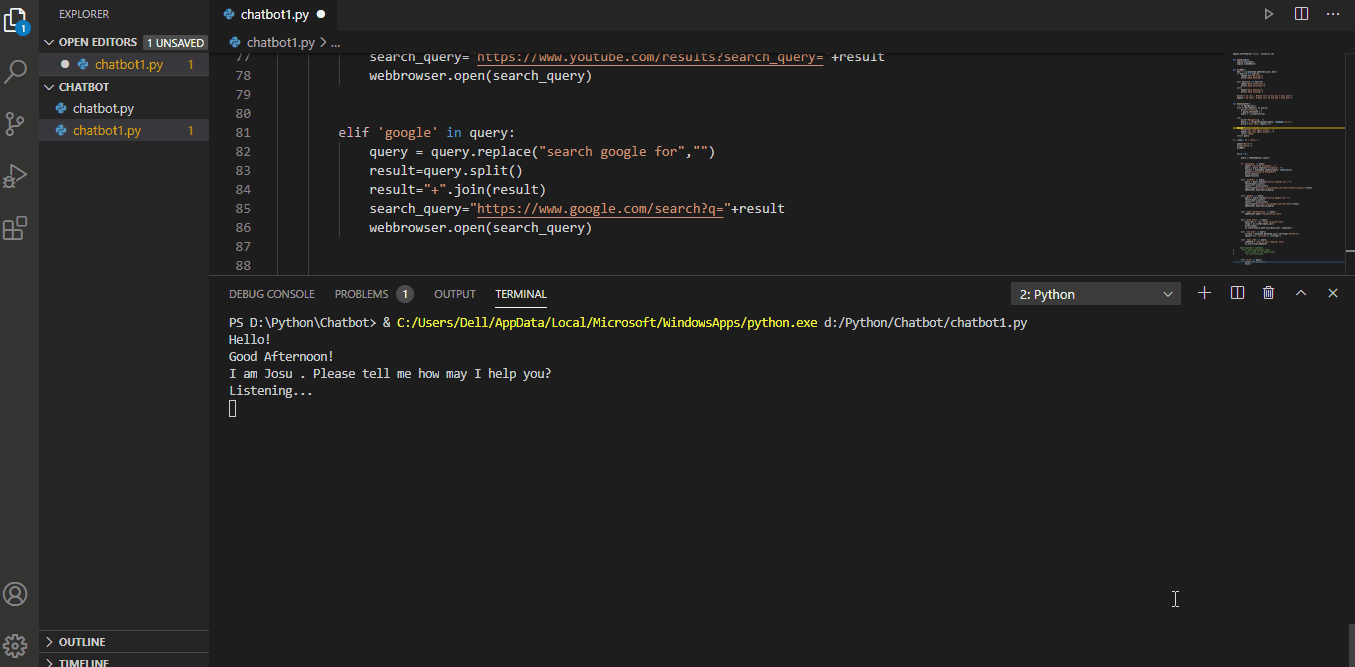 EXPLORER
OPEN EDITORS 1 UNSAVED
chatbot1.py 1
CHATBOT
chatbot.py
chatbot1.py 1
OUTLINE
TIMELINE
1
chatbot1.py
chatbot1.py > ...
77 search_query="https://www.youtube.com/results?search_query="+result
78 webbrowser.open(search_query)
79
80
81 elif 'google' in query:
82 query = query.replace("search google for","")
83 result=query.split()
84 result="+".join(result)
85 search_query="https://www.google.com/search?q="+result
86 webbrowser.open(search_query)
87
88
DEBUG CONSOLE PROBLEMS 1 OUTPUT TERMINAL 2: Python
PS D:\Python\Chatbot> & C:/Users/Dell/AppData/Local/Microsoft/WindowsApps/python.exe d:/Python/Chatbot/chatbot1.py
Hello!
Good Afternoon!
I am Josu . Please tell me how may I help you?
Listening...